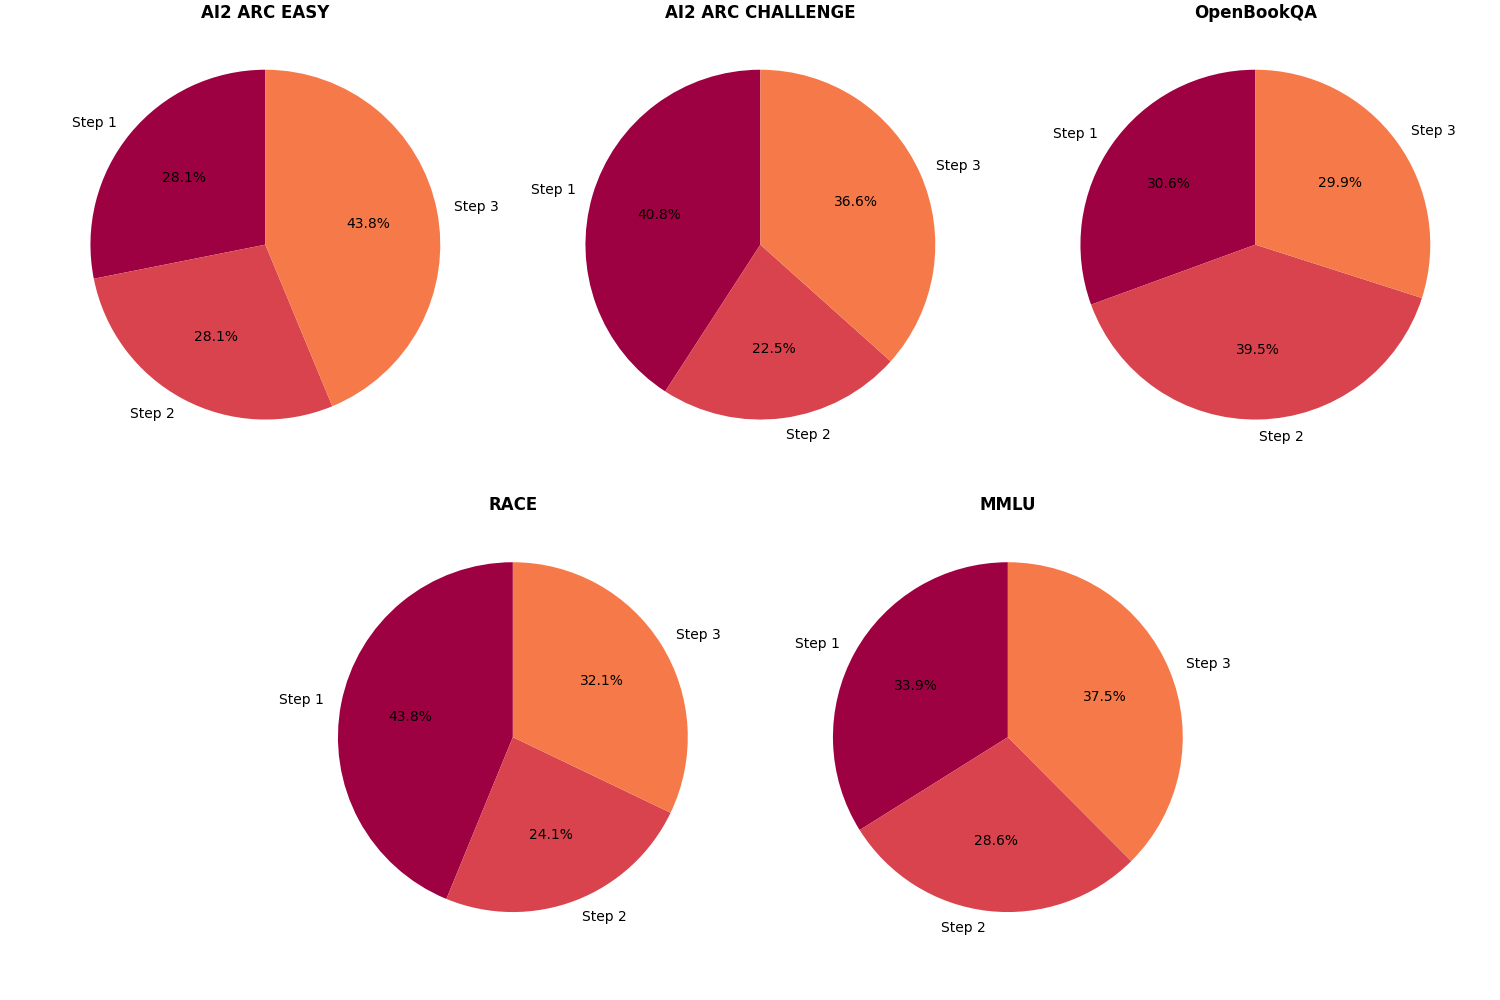 AI2 ARC EASY
Step 1
28.1%
Step 2
28.1%
Step 3
43.8%
AI2 ARC CHALLENGE
Step 1
40.8%
Step 2
22.5%
Step 3
36.6%
OpenBookQA
Step 1
30.6%
Step 2
39.5%
Step 3
29.9%
RACE
Step 1
43.8%
Step 2
24.1%
Step 3
32.1%
MMLU
Step 1
33.9%
Step 2
28.6%
Step 3
37.5%